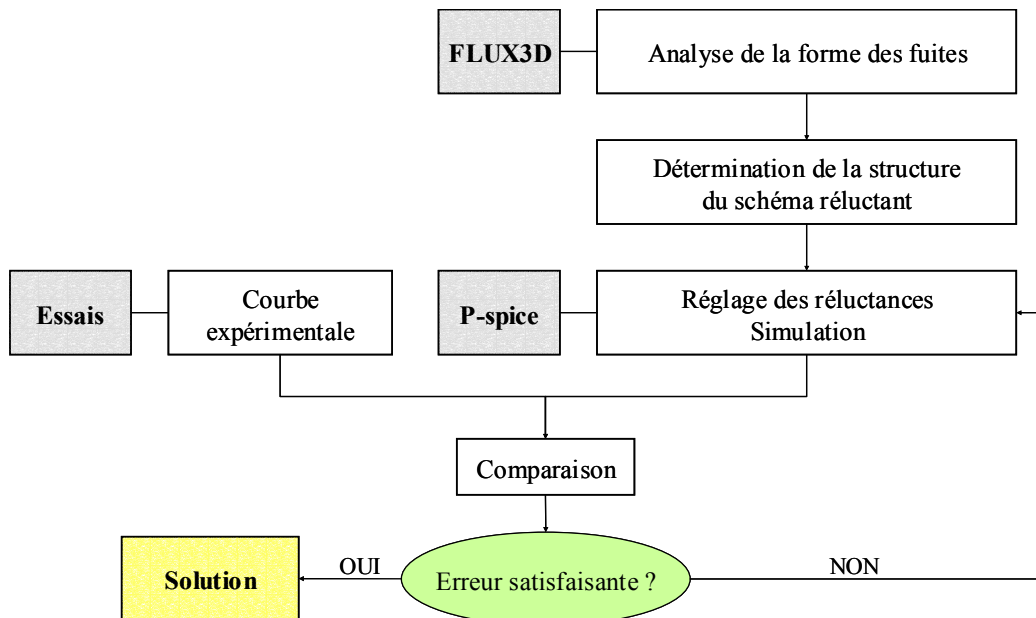 FLUX3D
Analyse de la forme des fuites
Détermination de la structure
du schéma réluctant
Essais
Courbe
expérimentale
P-spice
Réglage des réluctances
Simulation
Comparaison
Solution
OUI
Erreur satisfaisante ?
NON